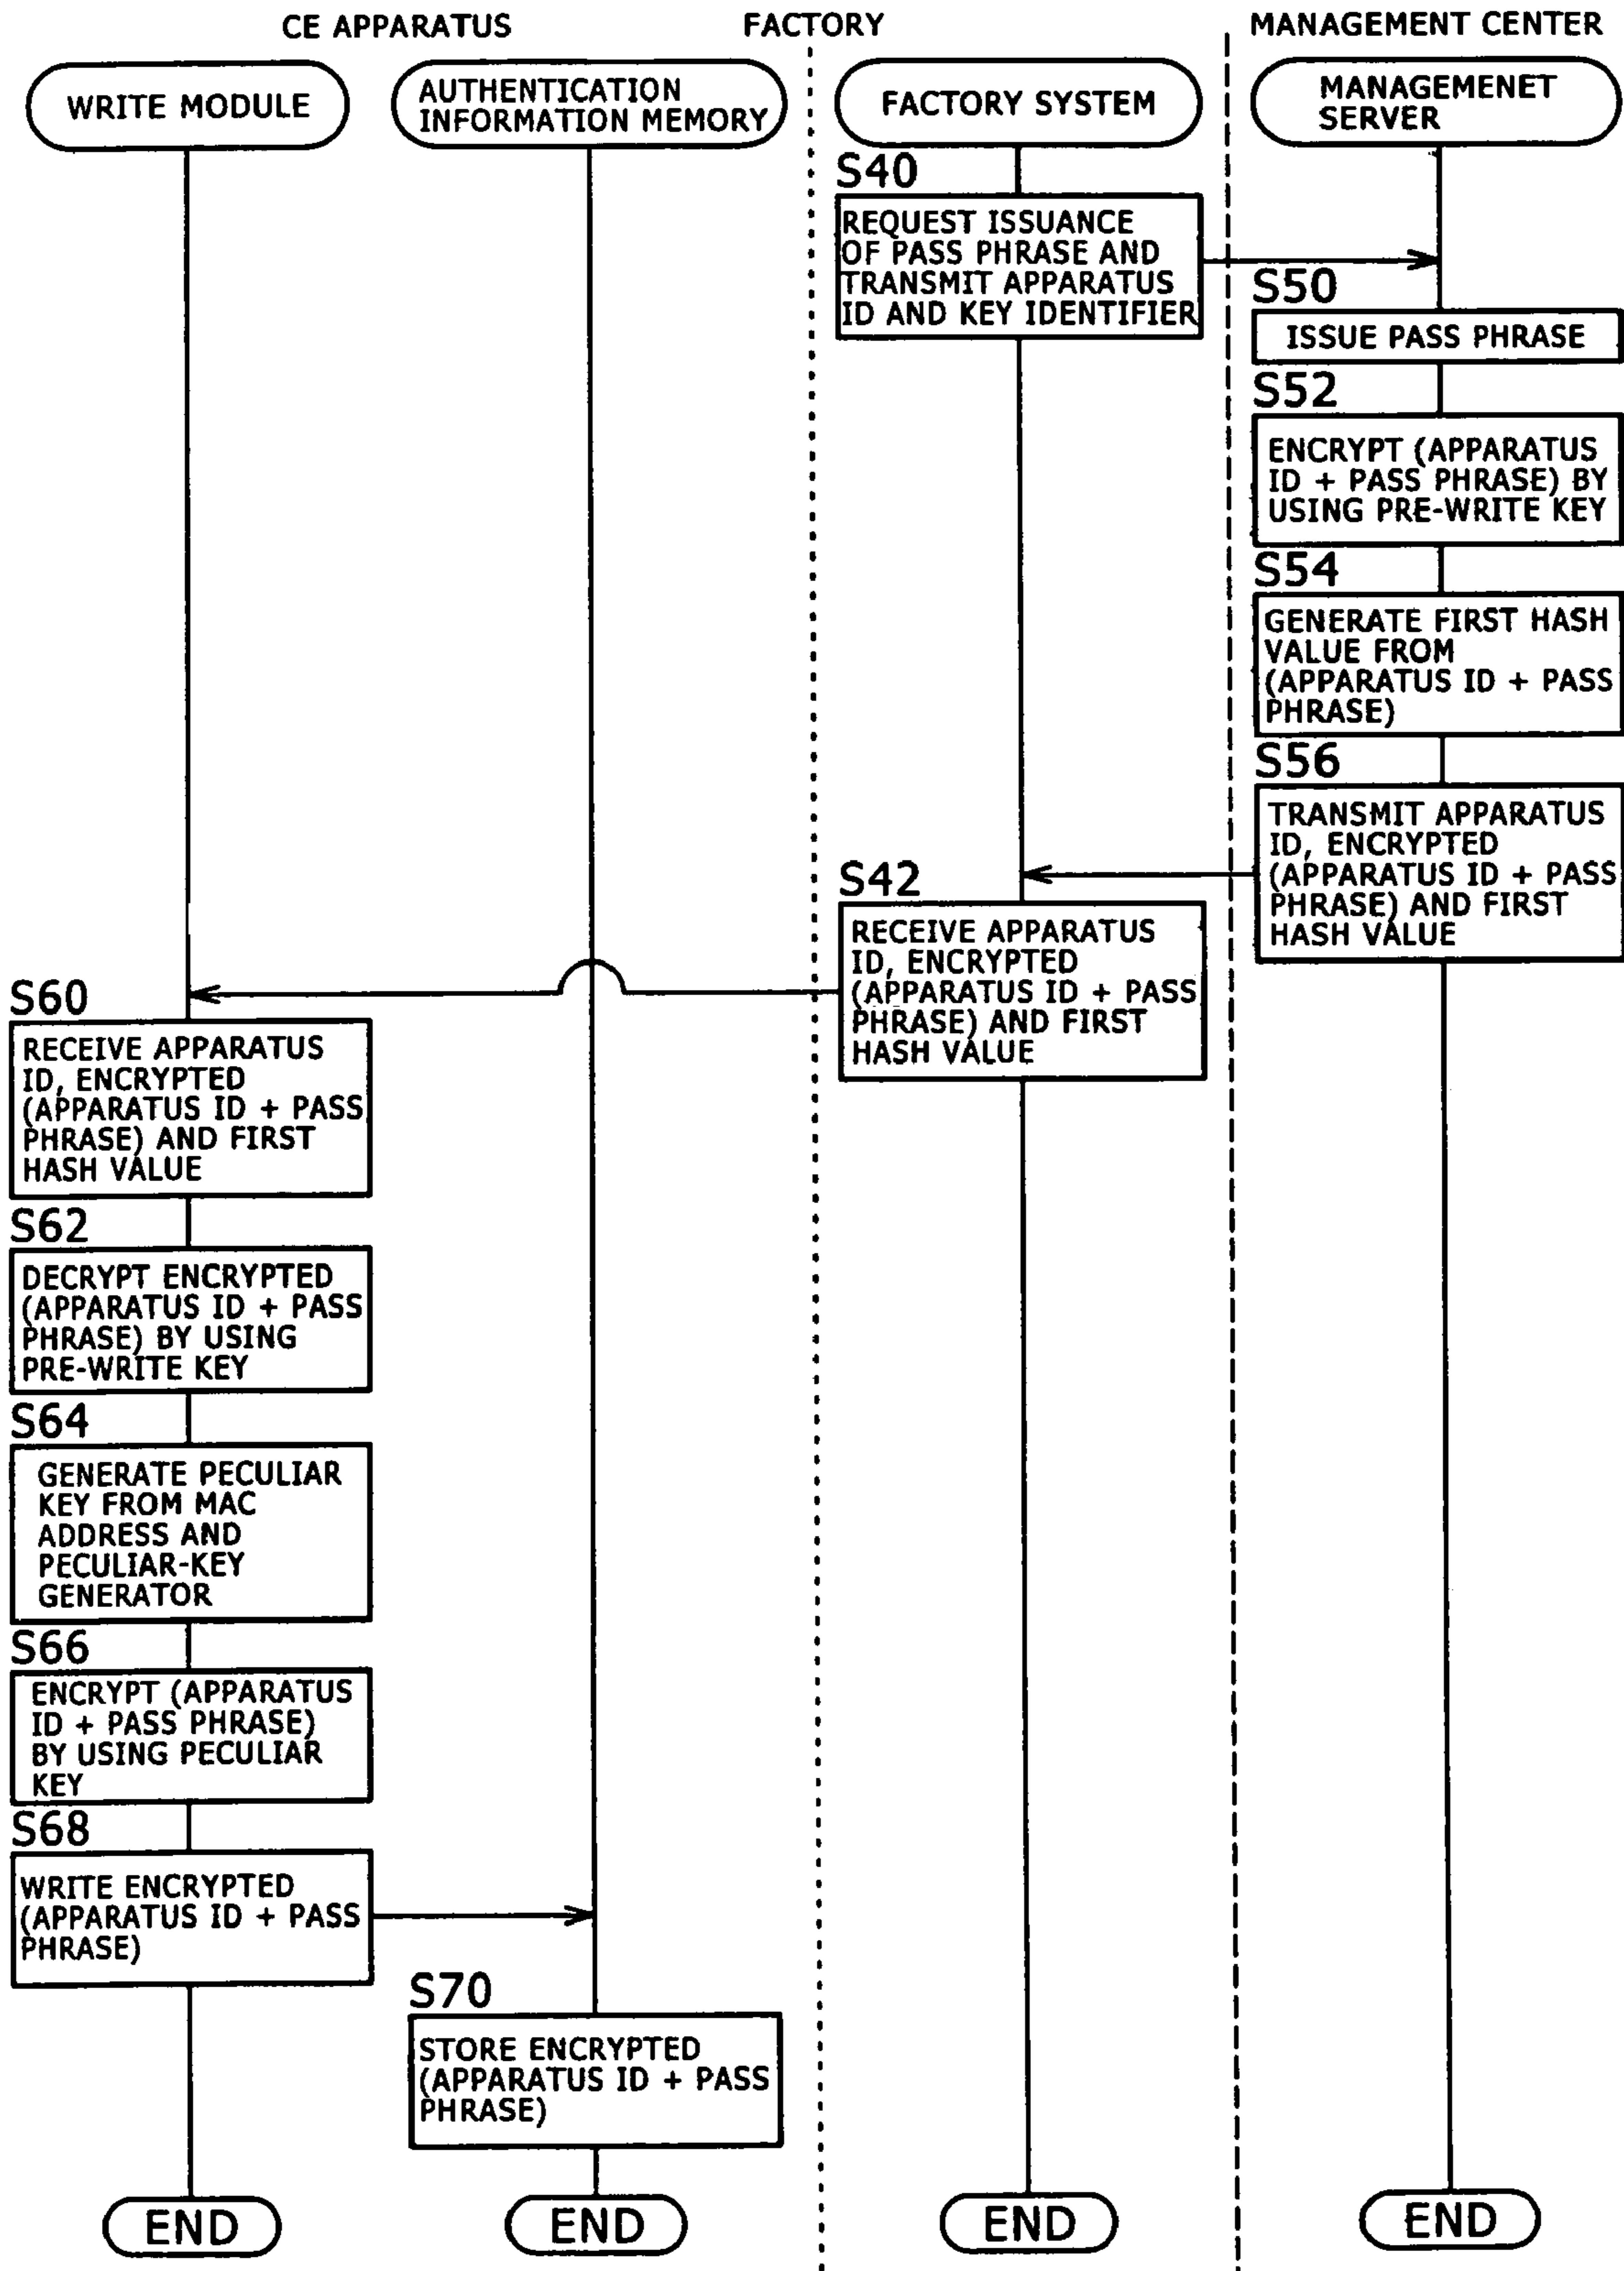 CE APPARATUS
FACTORY
MANAGEMENT CENTER
WRITE MODULE
AUTHENTICATION
INFORMATION MEMORY
FACTORY SYSTEM
MANAGEMENET
SERVER
S40
REQUEST ISSUANCE
OF PASS PHRASE AND
TRANSMIT APPARATUS
ID AND KEY IDENTIFIER
S50
ISSUE PASS PHRASE
S52
ENCRYPT (APPARATUS
ID + PASS PHRASE) BY
USING PRE-WRITE KEY
S54
GENERATE FIRST HASH
VALUE FROM
(APPARATUS ID + PASS
PHRASE)
S56
TRANSMIT APPARATUS
ID, ENCRYPTED
(APPARATUS ID + PASS
PHRASE) AND FIRST
HASH VALUE
S42
RECEIVE APPARATUS
ID, ENCRYPTED
(APPARATUS ID + PASS
PHRASE) AND FIRST
HASH VALUE
S60
RECEIVE APPARATUS
ID, ENCRYPTED
(APPARATUS ID + PASS
PHRASE) AND FIRST
HASH VALUE
S62
DECRYPT ENCRYPTED
(APPARATUS ID + PASS
PHRASE) BY USING
PRE-WRITE KEY
S64
GENERATE PECULIAR
KEY FROM MAC
ADDRESS AND
PECULIAR-KEY
GENERATOR
S66
ENCRYPT (APPARATUS
ID + PASS PHRASE)
BY USING PECULIAR
KEY
S68
WRITE ENCRYPTED
(APPARATUS ID + PASS
PHRASE)
S70
STORE ENCRYPTED
(APPARATUS ID + PASS
PHRASE)
END
END
END
END